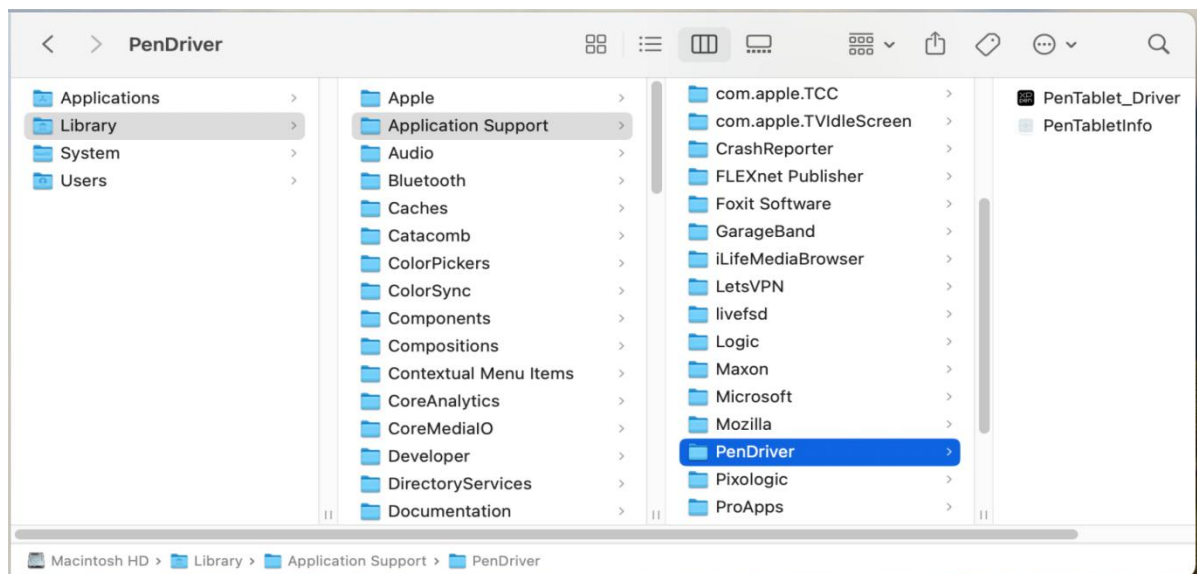 PenDriver
Applications
Library
System
Users
Apple
Application Support
Audio
Bluetooth
Caches
Catacomb
ColorPickers
ColorSync
Components
Compositions
Contextual Menu Items
CoreAnalytics
CoreMediaIO
Developer
DirectoryServices
Documentation
com.apple.TCC
com.apple.TVIdleScreen
CrashReporter
FLEXnet Publisher
Foxit Software
GarageBand
iLifeMediaBrowser
LetsVPN
livefsd
Logic
Maxon
Microsoft
Mozilla
PenDriver
Pixologic
ProApps
PenTablet_Driver
PenTabletInfo
Macintosh HD › Library › Application Support › PenDriver